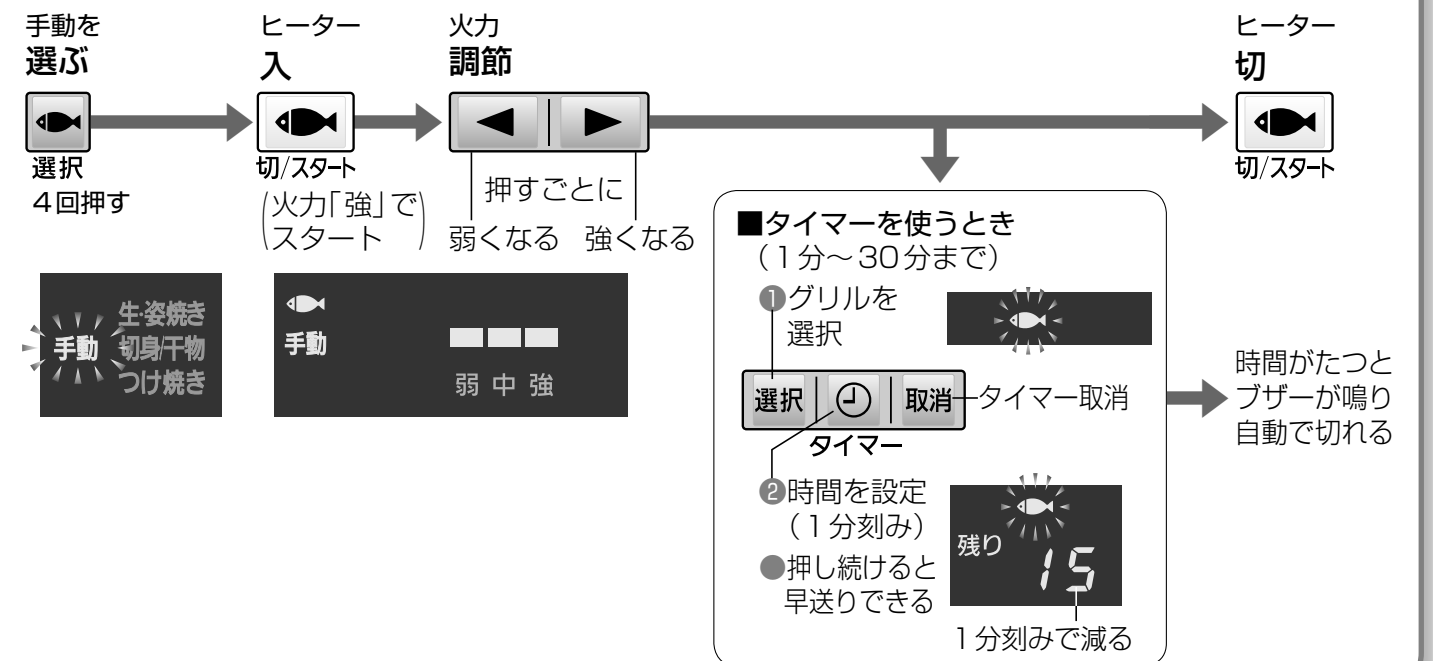 手動を
選ぶ
選択
4回押す
生・姿焼き
手動 切身/干物
つけ焼き
ヒーター
入
切/スタート
(火力「強」で
スタート)
火力
調節
押すごとに
弱くなる 強くなる
手動
弱 中 強
■タイマーを使うとき
(1分～30分まで)
❶グリルを
選択
選択 取消 タイマー取消
タイマー
❷時間を設定
(1分刻み)
●押し続けると
早送りできる
残り 15
1分刻みで減る
時間がたつと
ブザーが鳴り
自動で切れる
ヒーター
切
切/スタート